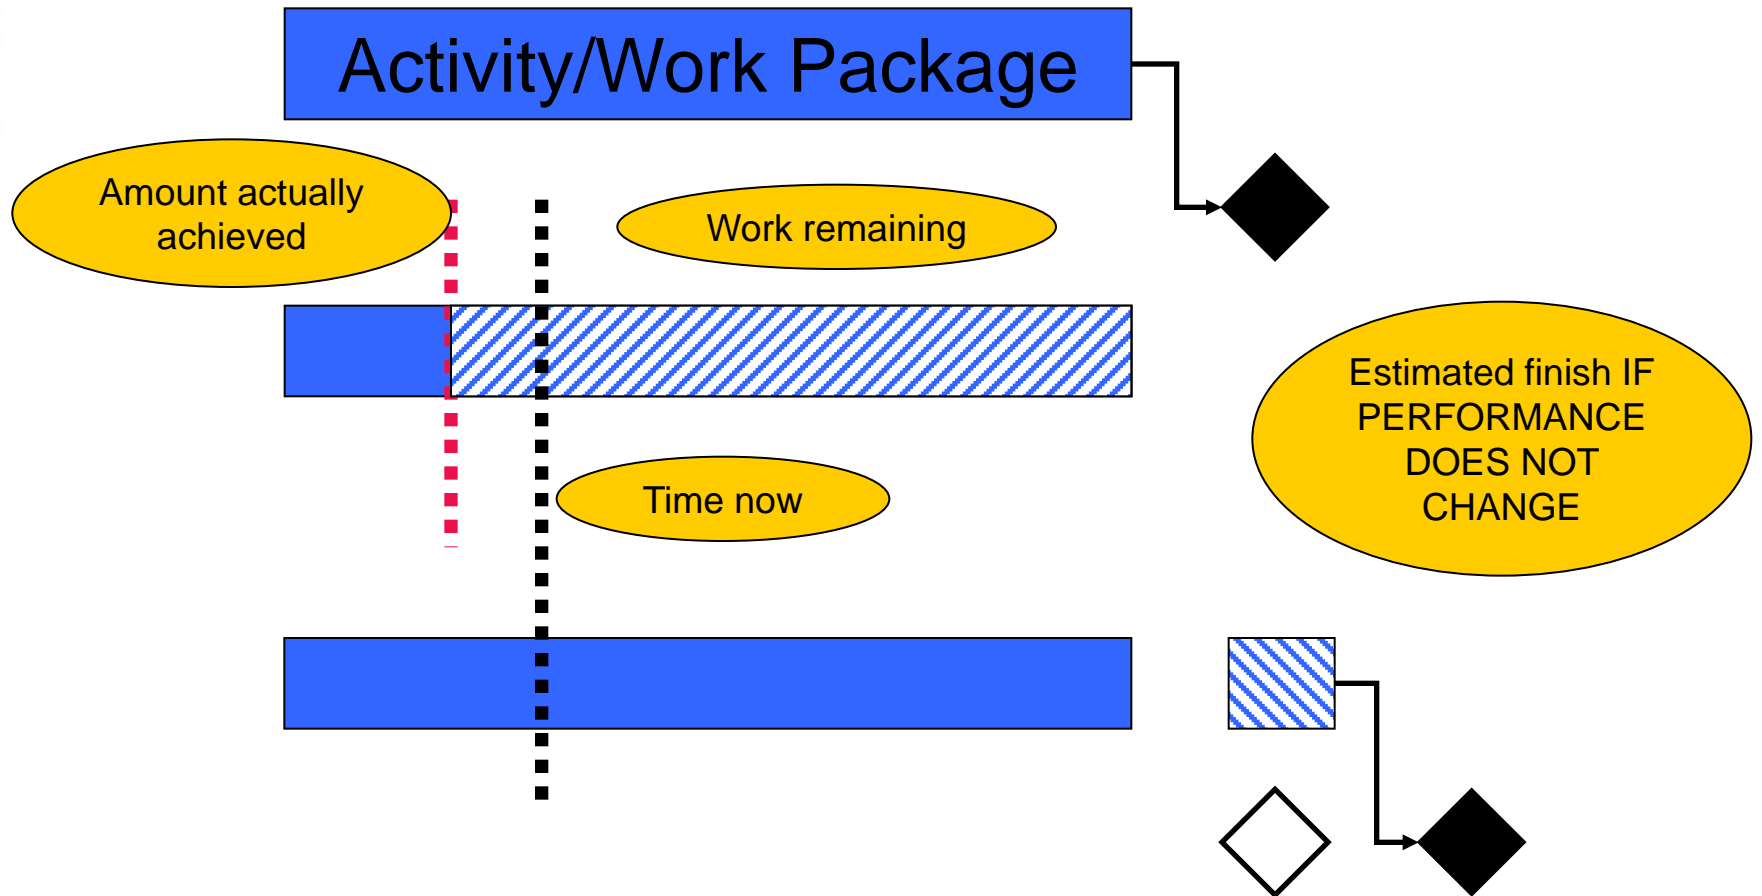 Activity/Work Package
Amount actually
achieved
Work remaining
Estimated finish IF
PERFORMANCE
DOES NOT
CHANGE
Time now